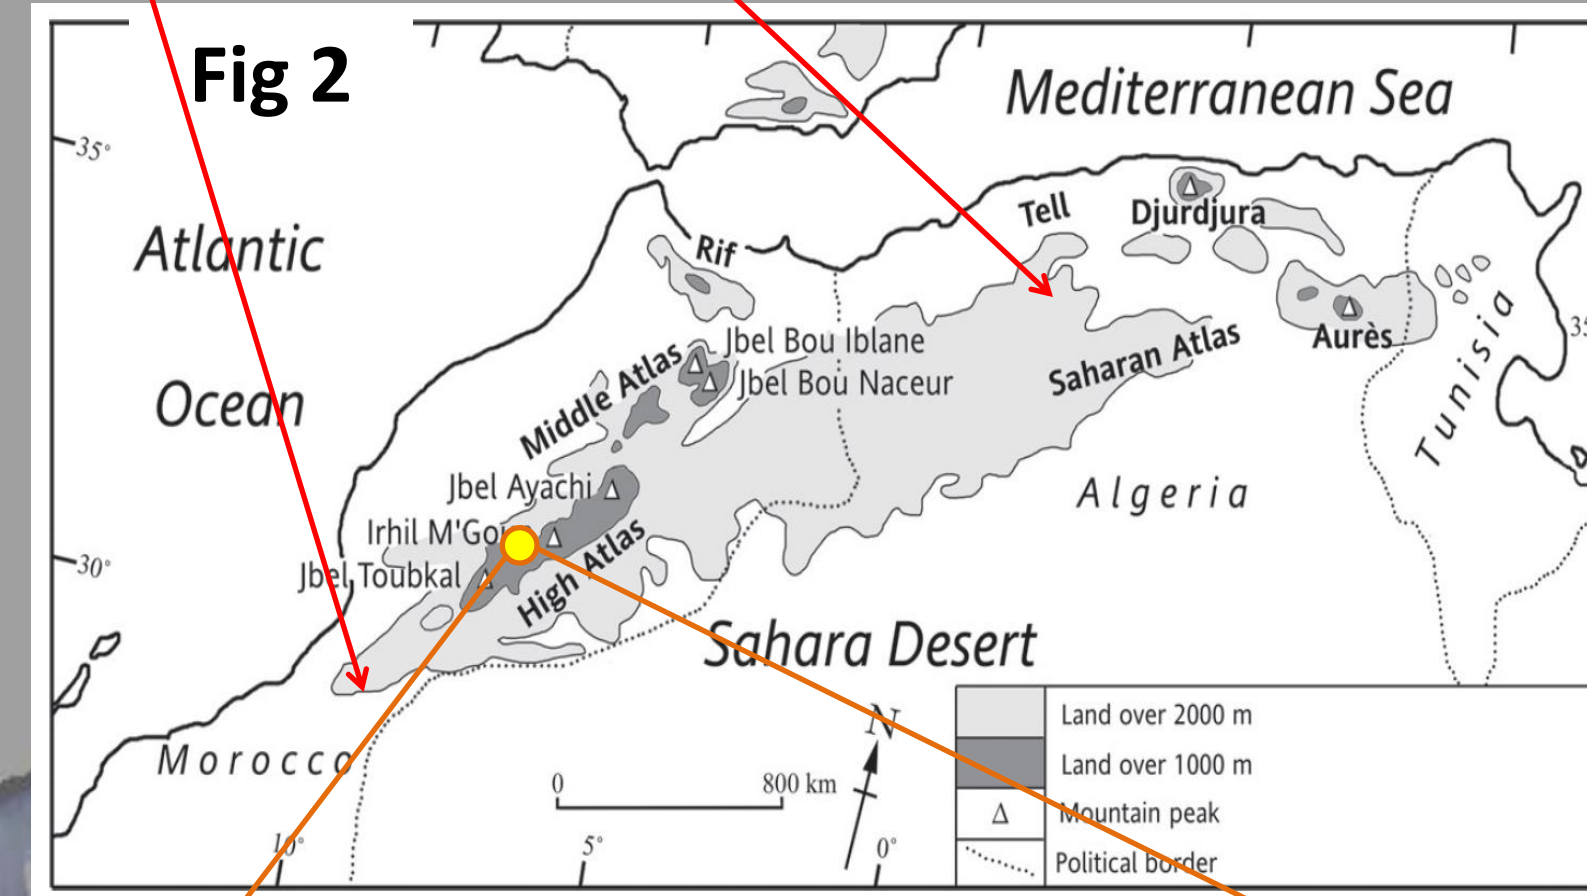 Fig 2
Mediterranean Sea
35°
Atlantic
Ocean
Tell
Djurdjura
Rif
Jbel Bou Iblane
Jbel Bou Naceur
Middle Atlas
Saharan Atlas
Aurès
Tunisia
Jbel Ayachi
Irhil M'Gou
Jbel Toubkal
High Atlas
Algeria
30°
Sahara Desert
Morocco
N
0 800 km
10° 5° 0°
Land over 2000 m
Land over 1000 m
Mountain peak
Political border